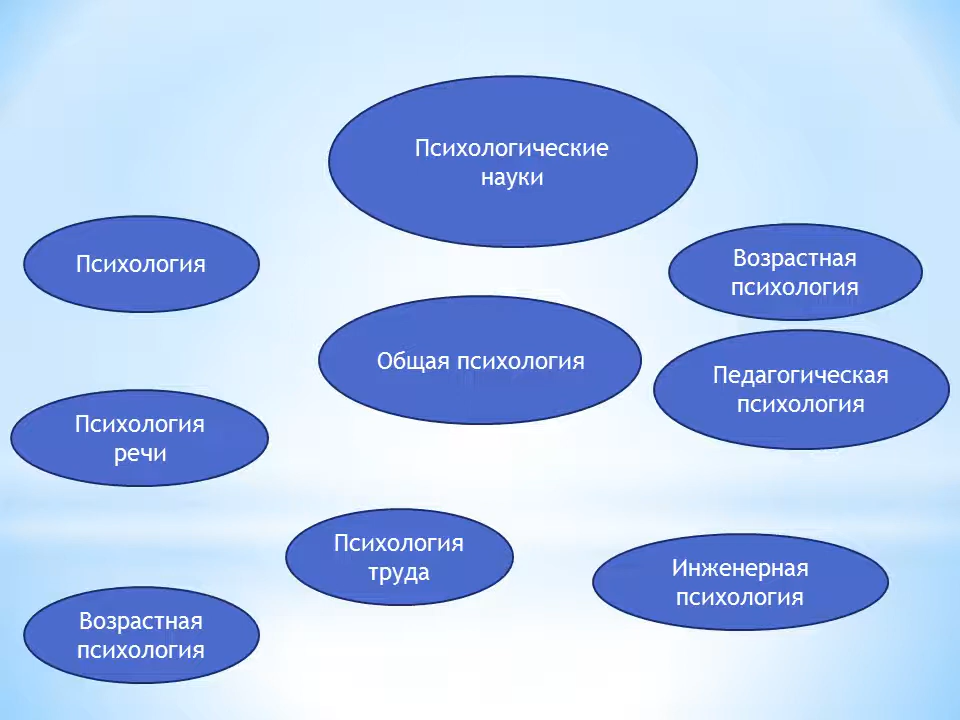 Психологические
науки
Психология
Возрастная
психология
Общая психология
Педагогическая
психология
Психология
речи
Психология
труда
Инженерная
психология
Возрастная
психология